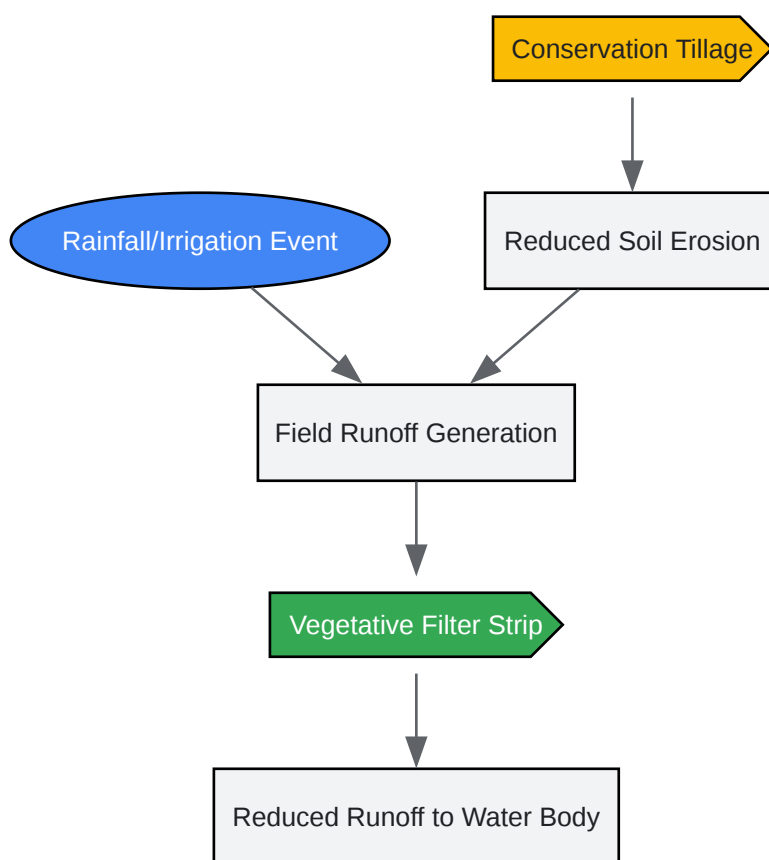 Conservation Tillage
Rainfall/Irrigation Event
Reduced Soil Erosion
Field Runoff Generation
Vegetative Filter Strip
Reduced Runoff to Water Body